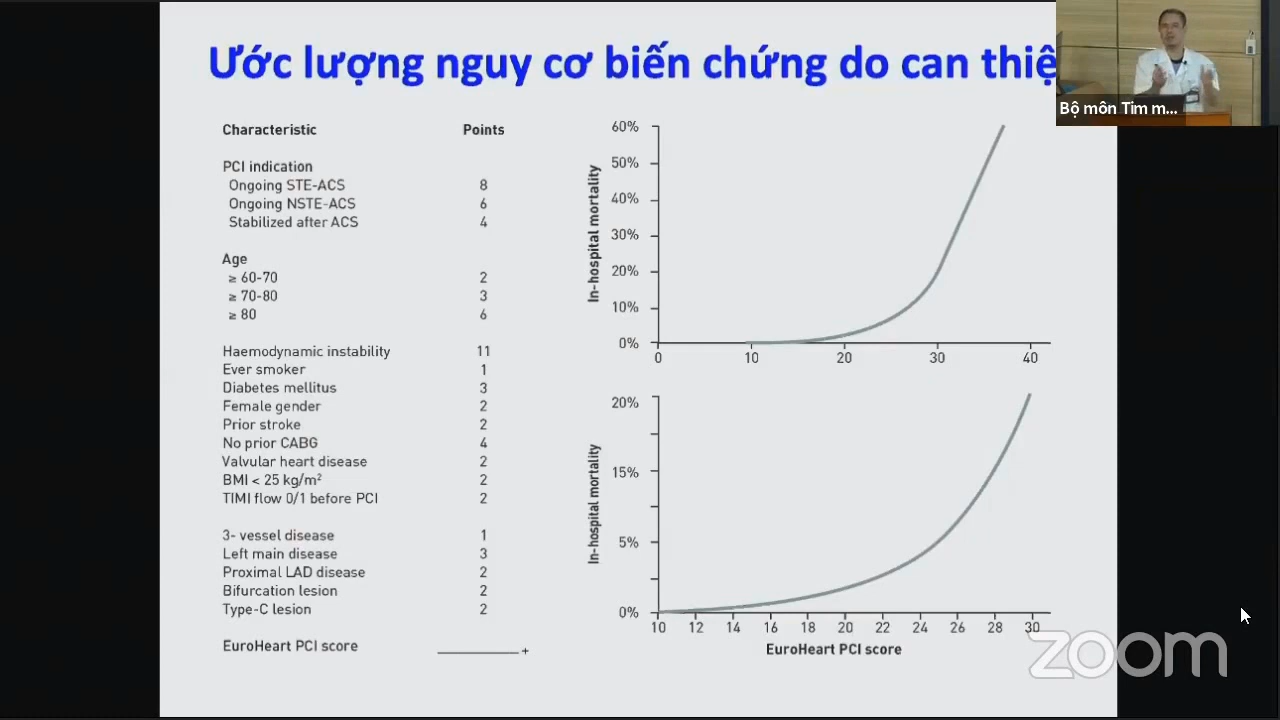 Ước lượng nguy cơ biến chứng do can thiệ
Bộ môn Tim m...
Characteristic Points
PCI indication
Ongoing STE-ACS 8
Ongoing NSTE-ACS 6
Stabilized after ACS 4
Age
≥ 60-70 2
≥ 70-80 3
≥ 80 6
Haemodynamic instability 11
Ever smoker 1
Diabetes mellitus 3
Female gender 2
Prior stroke 2
No prior CABG 4
Valvular heart disease 2
BMI < 25 kg/m² 2
TIMI flow 0/1 before PCI 2
3- vessel disease 1
Left main disease 3
Proximal LAD disease 2
Bifurcation lesion 2
Type-C lesion 2
EuroHeart PCI score ________ +
In-hospital mortality
60%
50%
40%
30%
20%
10%
0%
0 10 20 30 40
In-hospital mortality
20%
15%
5%
0%
10 12 14 16 18 20 22 24 26 28 30
EuroHeart PCI score
zoom